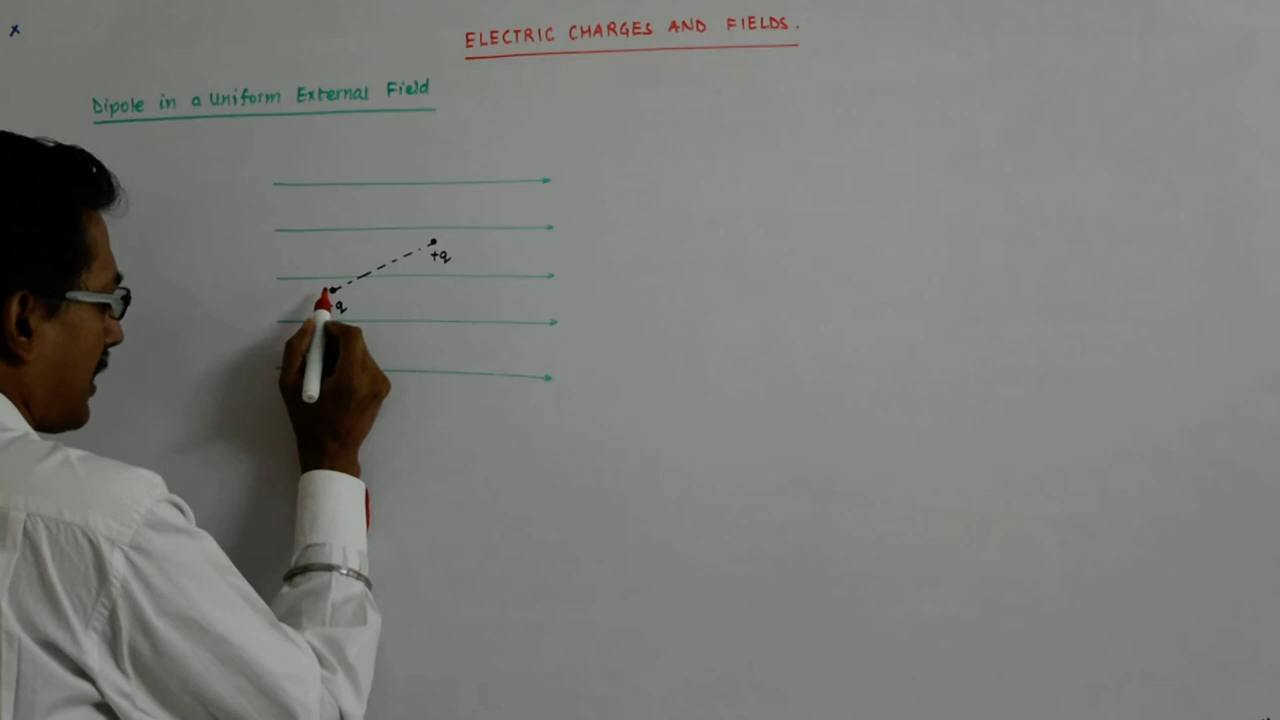 x
ELECTRIC CHARGES AND FIELDS.
Dipole in a Uniform External Field
+q
q